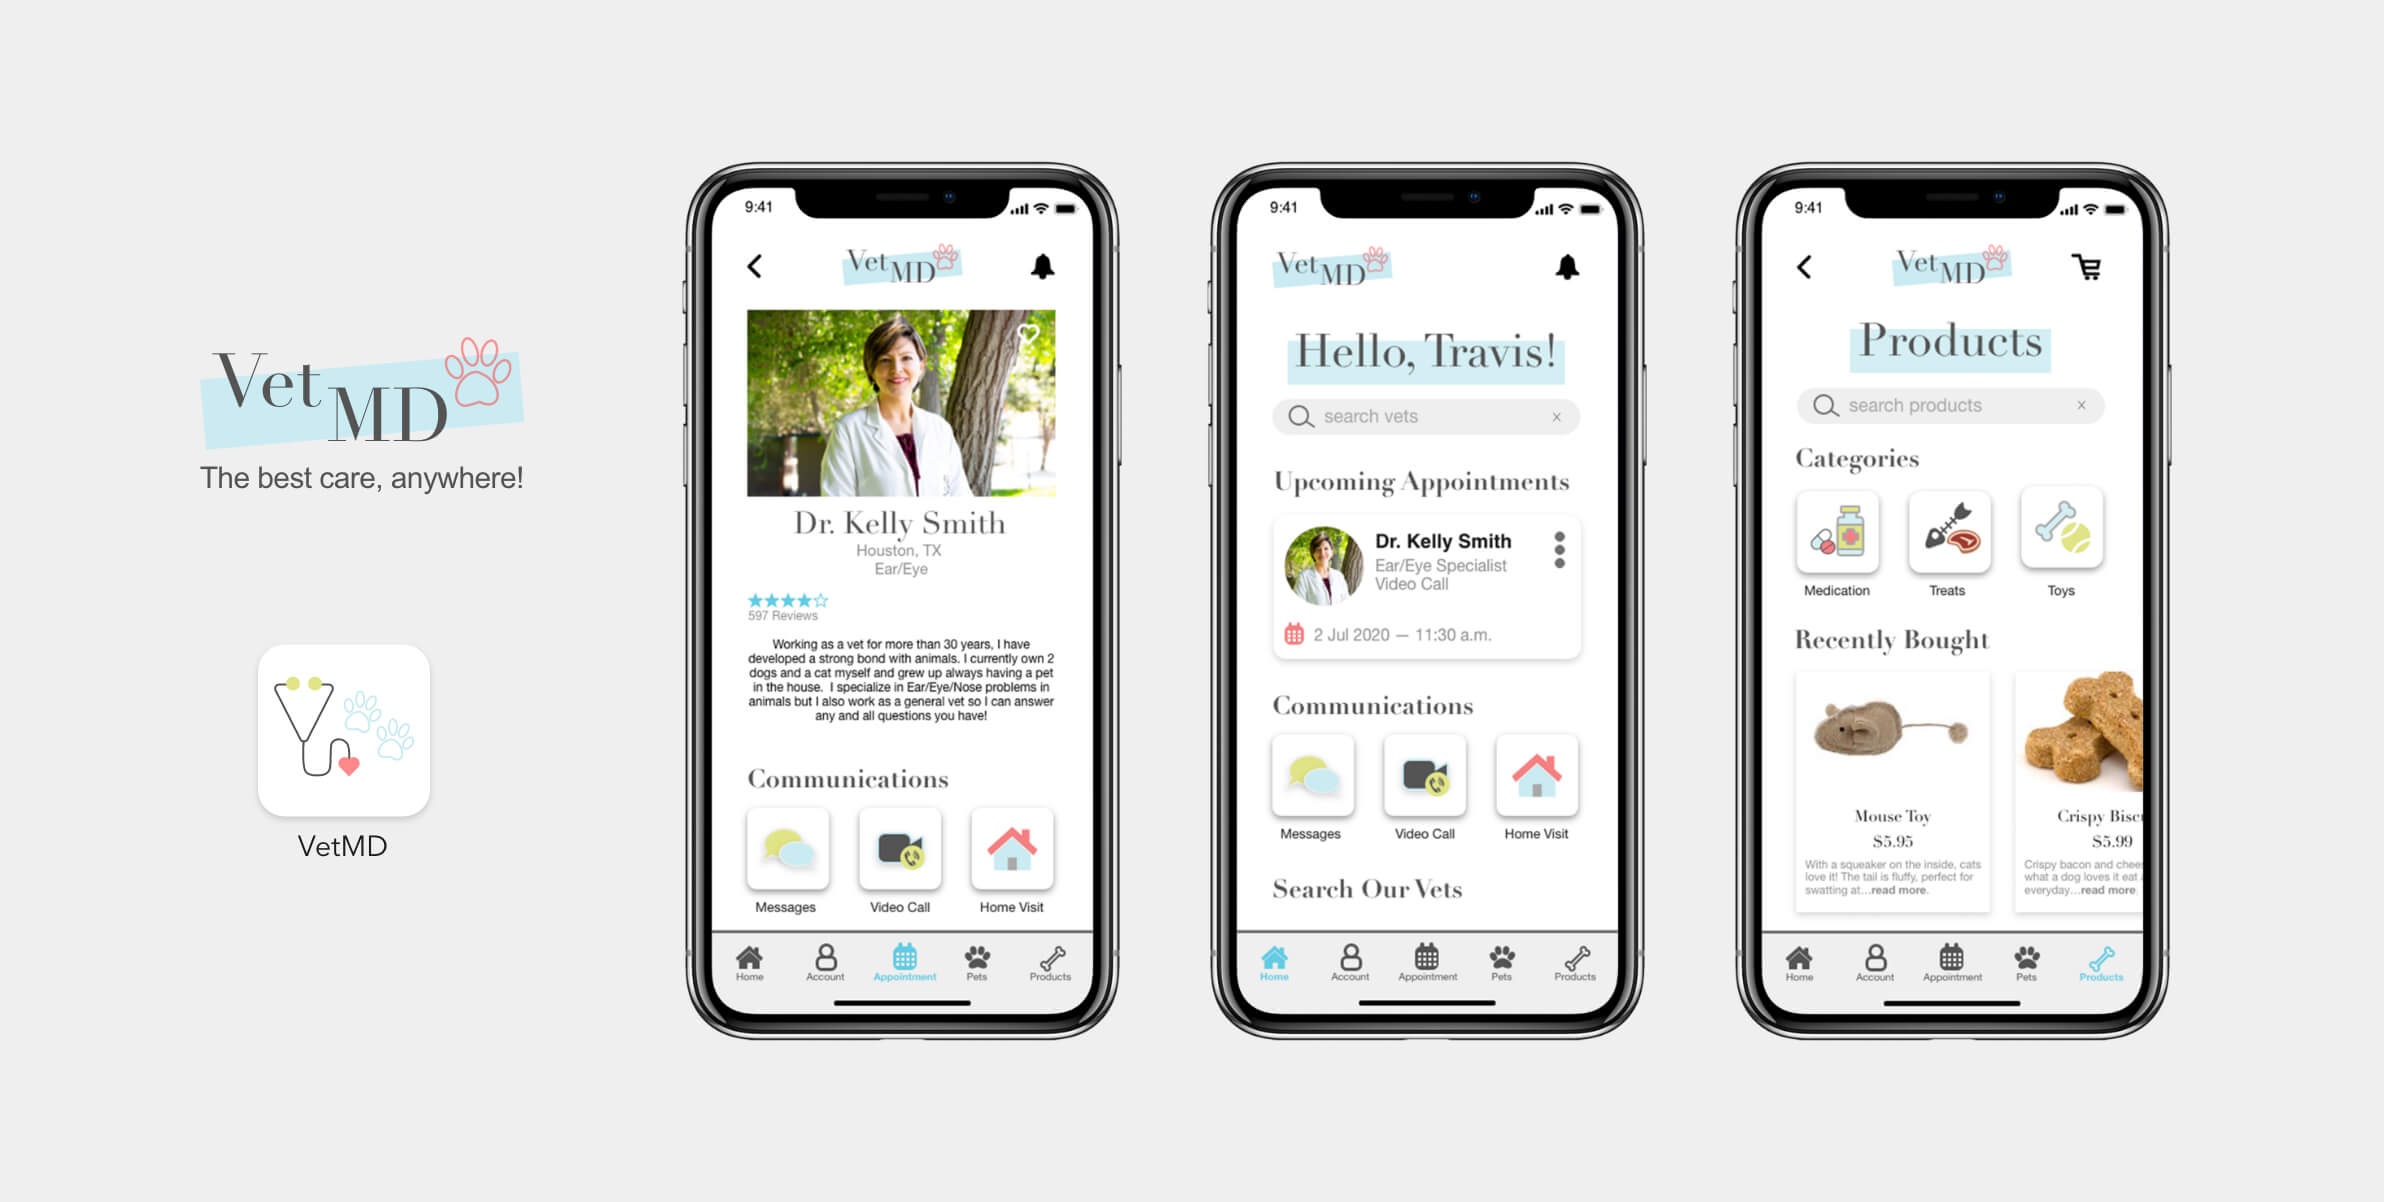 Vet
MD
The best care, anywhere!
VetMD
9:41
Vet
MD
Dr. Kelly Smith
Houston, TX
Ear/Eye
597 Reviews
Working as a vet for more than 30 years, I have
developed a strong bond with animals. I currently own 2
dogs and a cat myself and grew up always having a pet
in the house. I specialize in Ear/Eye/Nose problems in
animals but I also work as a general vet so I can answer
any and all questions you have!
Communications
Messages Video Call Home Visit
Home Account Appointment Pets Products
9:41
Vet
MD
Hello, Travis!
search vets ×
Upcoming Appointments
Dr. Kelly Smith
Ear/Eye Specialist
Video Call
2 Jul 2020 — 11:30 a.m.
Communications
Messages Video Call Home Visit
Search Our Vets
Home Account Appointment Pets Products
9:41
Vet
MD
Products
search products ×
Categories
Medication Treats Toys
Recently Bought
Mouse Toy
$5.95
With a squeaker on the inside, cats
love it! The tail is fluffy, perfect for
swatting at...read more.
Crispy Bisc
$5.99
Crispy bacon and chee
what a dog loves it eat
everyday...read more
Home Account Appointment Pets Products